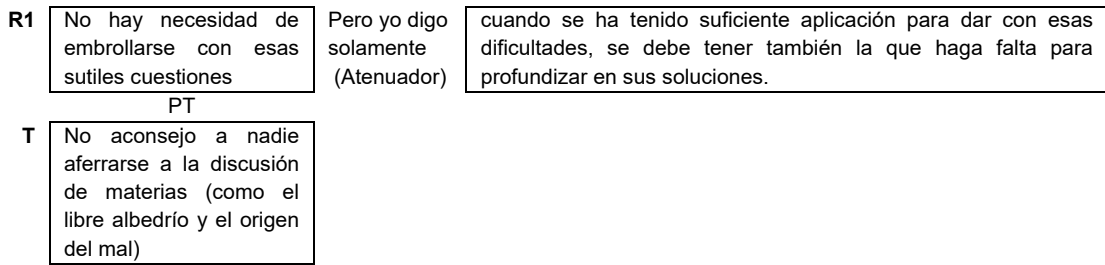 R1 No hay necesidad de Pero yo digo cuando se ha tenido suficiente aplicación para dar con esas
embrollarse con esas solamente dificultades, se debe tener también la que haga falta para
sutiles cuestiones (Atenuador) profundizar en sus soluciones.
PT
T No aconsejo a nadie
aferrarse a la discusión
de materias (como el
libre albedrío y el origen
del mal)